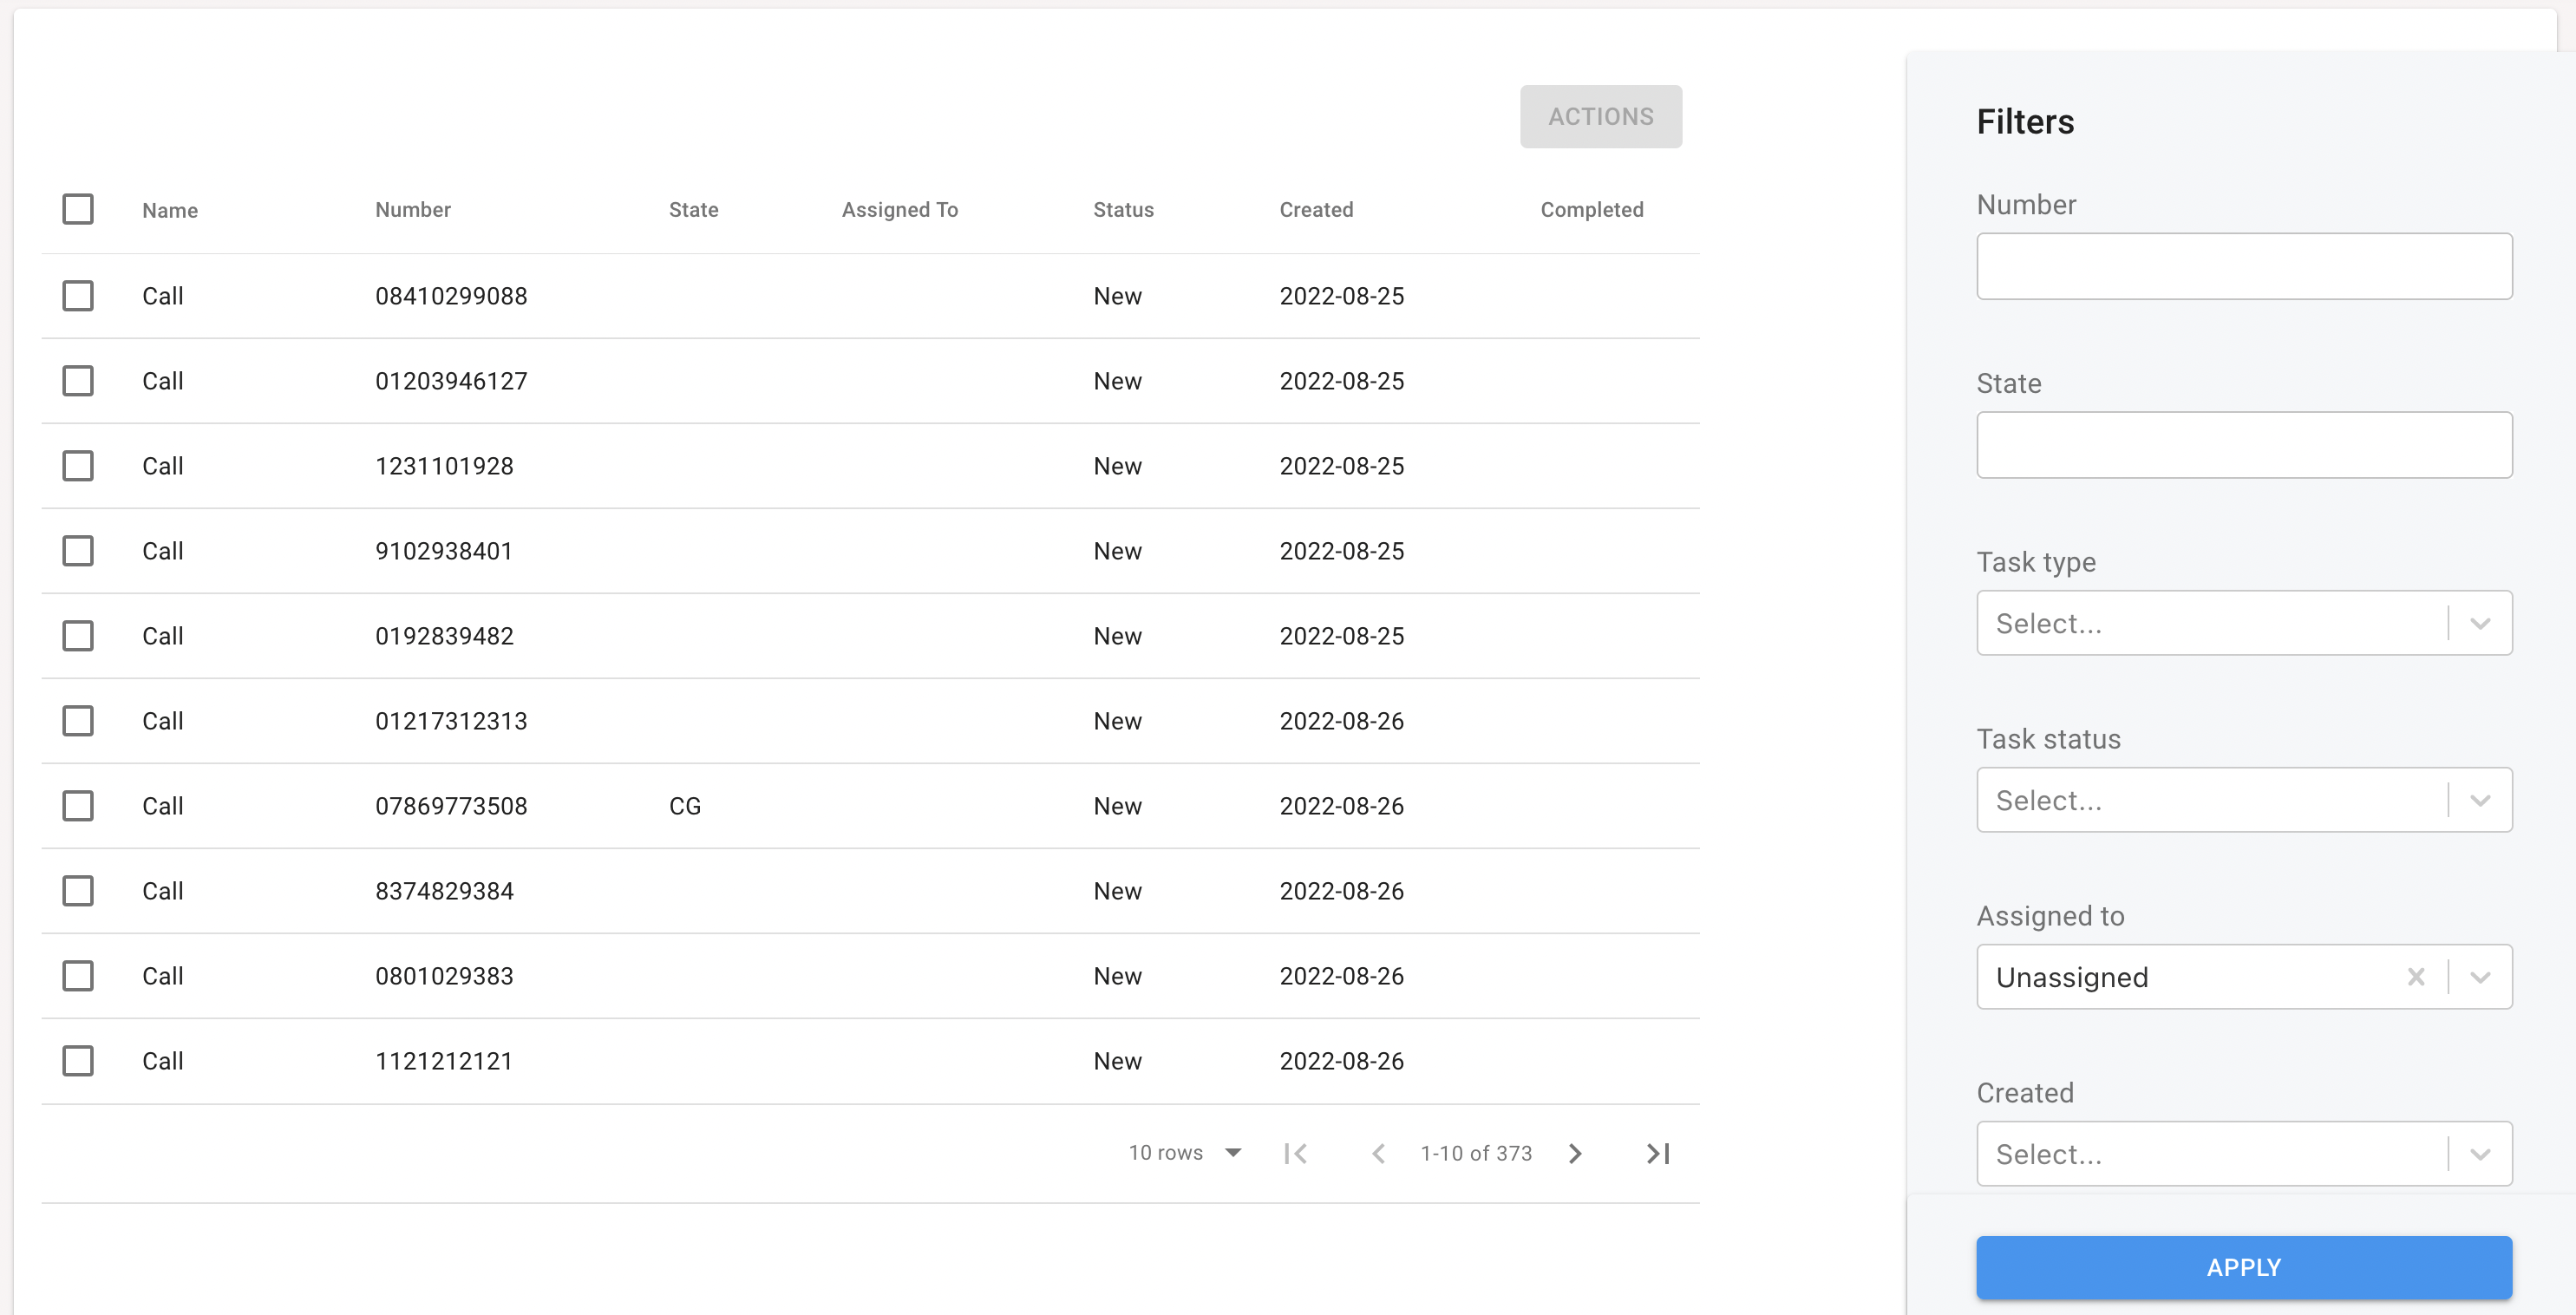 ACTIONS
Name Number State Assigned To Status Created Completed
Call 08410299088 New 2022-08-25
Call 01203946127 New 2022-08-25
Call 1231101928 New 2022-08-25
Call 9102938401 New 2022-08-25
Call 0192839482 New 2022-08-25
Call 01217312313 New 2022-08-26
Call 07869773508 CG New 2022-08-26
Call 8374829384 New 2022-08-26
Call 0801029383 New 2022-08-26
Call 1121212121 New 2022-08-26
10 rows 1-10 of 373
Filters
Number
State
Task type
Select...
Task status
Select...
Assigned to
Unassigned
Created
Select...
APPLY